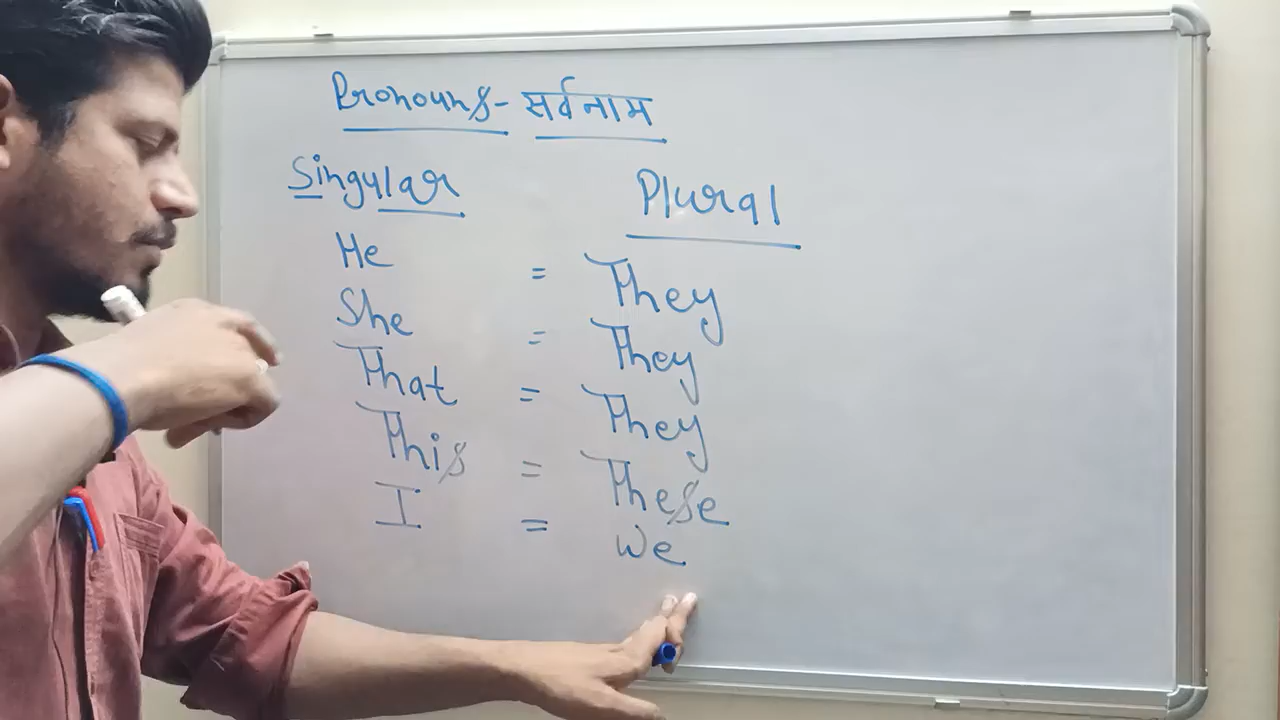 Pronouns - सर्वनाम
Singular Plural
He = They
She = They
That = They
This = These
I = We